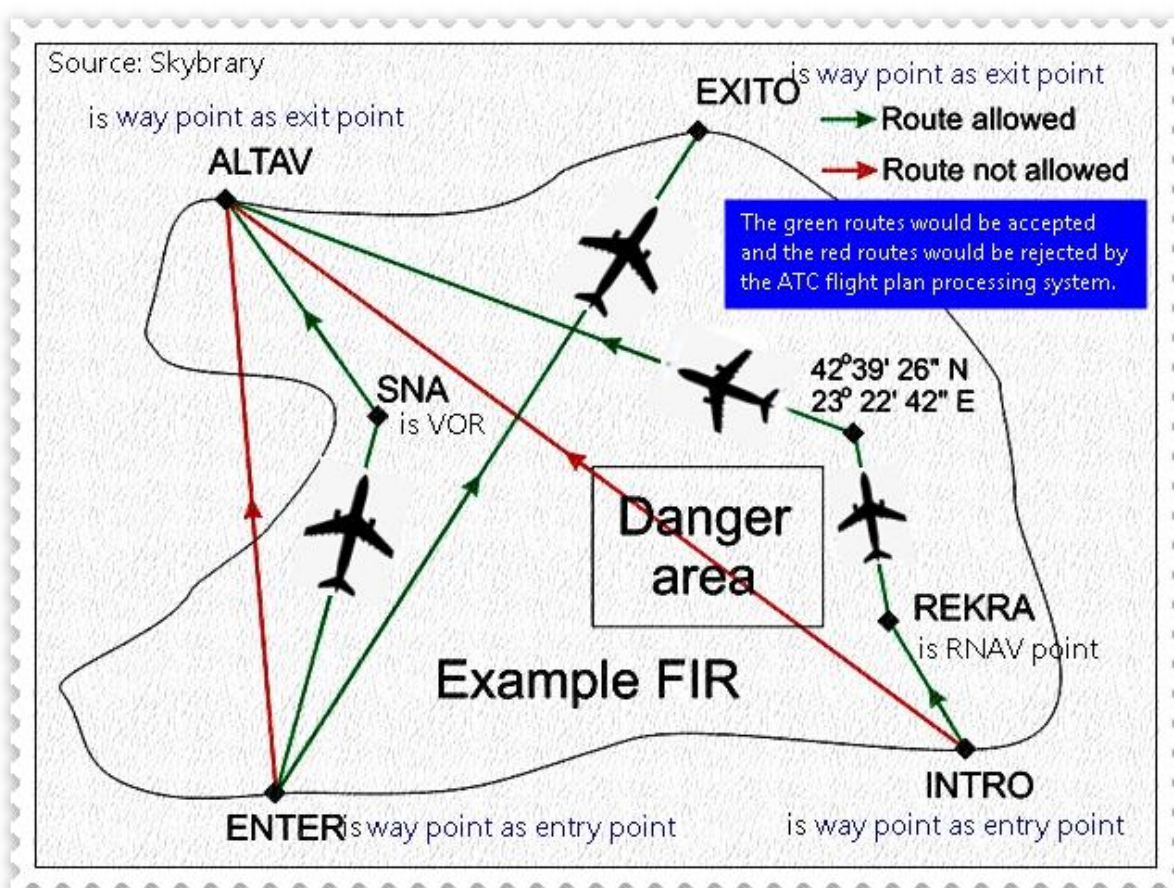 Source: Skybrary
is way point as exit point
EXITO
is way point as exit point
ALTAV
Route allowed
Route not allowed
The green routes would be accepted
and the red routes would be rejected by
the ATC flight plan processing system.
42º39' 26" N
23º 22' 42" E
SNA
is VOR
Danger
area
REKRA
is RNAV point
Example FIR
INTRO
is way point as entry point
ENTER
is way point as entry point